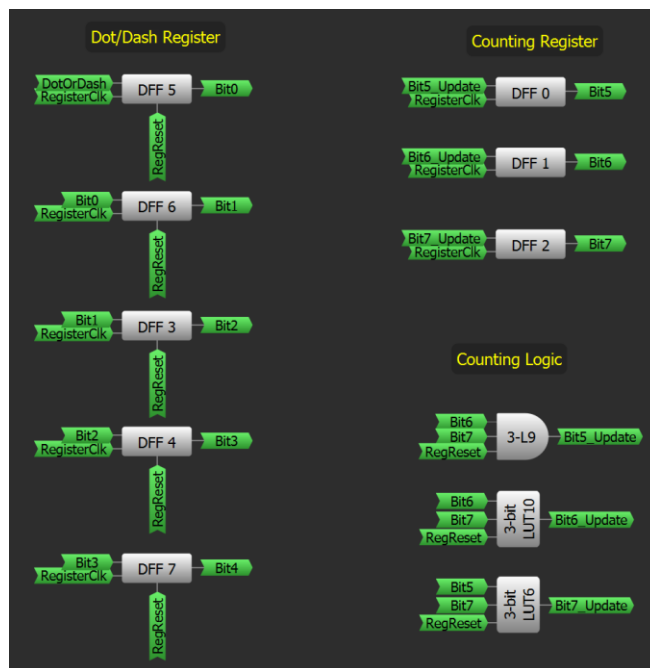 Dot/Dash Register
DotOrDash
RegisterClk
DFF 5
Bit0
RegReset
Bit0
RegisterClk
DFF 6
Bit1
RegReset
Bit1
RegisterClk
DFF 3
Bit2
RegReset
Bit2
RegisterClk
DFF 4
Bit3
RegReset
Bit3
RegisterClk
DFF 7
Bit4
RegReset
Counting Register
Bit5_Update
RegisterClk
DFF 0
Bit5
Bit6_Update
RegisterClk
DFF 1
Bit6
Bit7_Update
RegisterClk
DFF 2
Bit7
Counting Logic
Bit6
Bit7
RegReset
3-L9
Bit5_Update
Bit6
Bit7
RegReset
3-bit
LUT10
Bit6_Update
Bit5
Bit7
RegReset
3-bit
LUT6
Bit7_Update